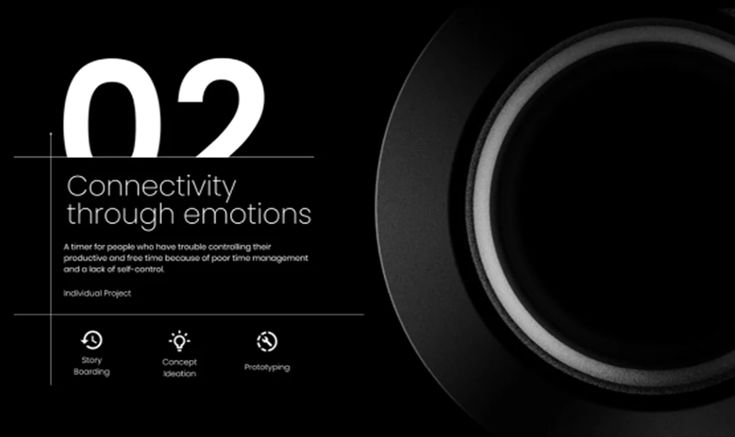 02
Connectivity
through emotions
A timer for people who have trouble controlling their
productive and free time because of poor time management
and a lack of self-control.
Individual Project
Story
Boarding
Concept
Ideation
Prototyping